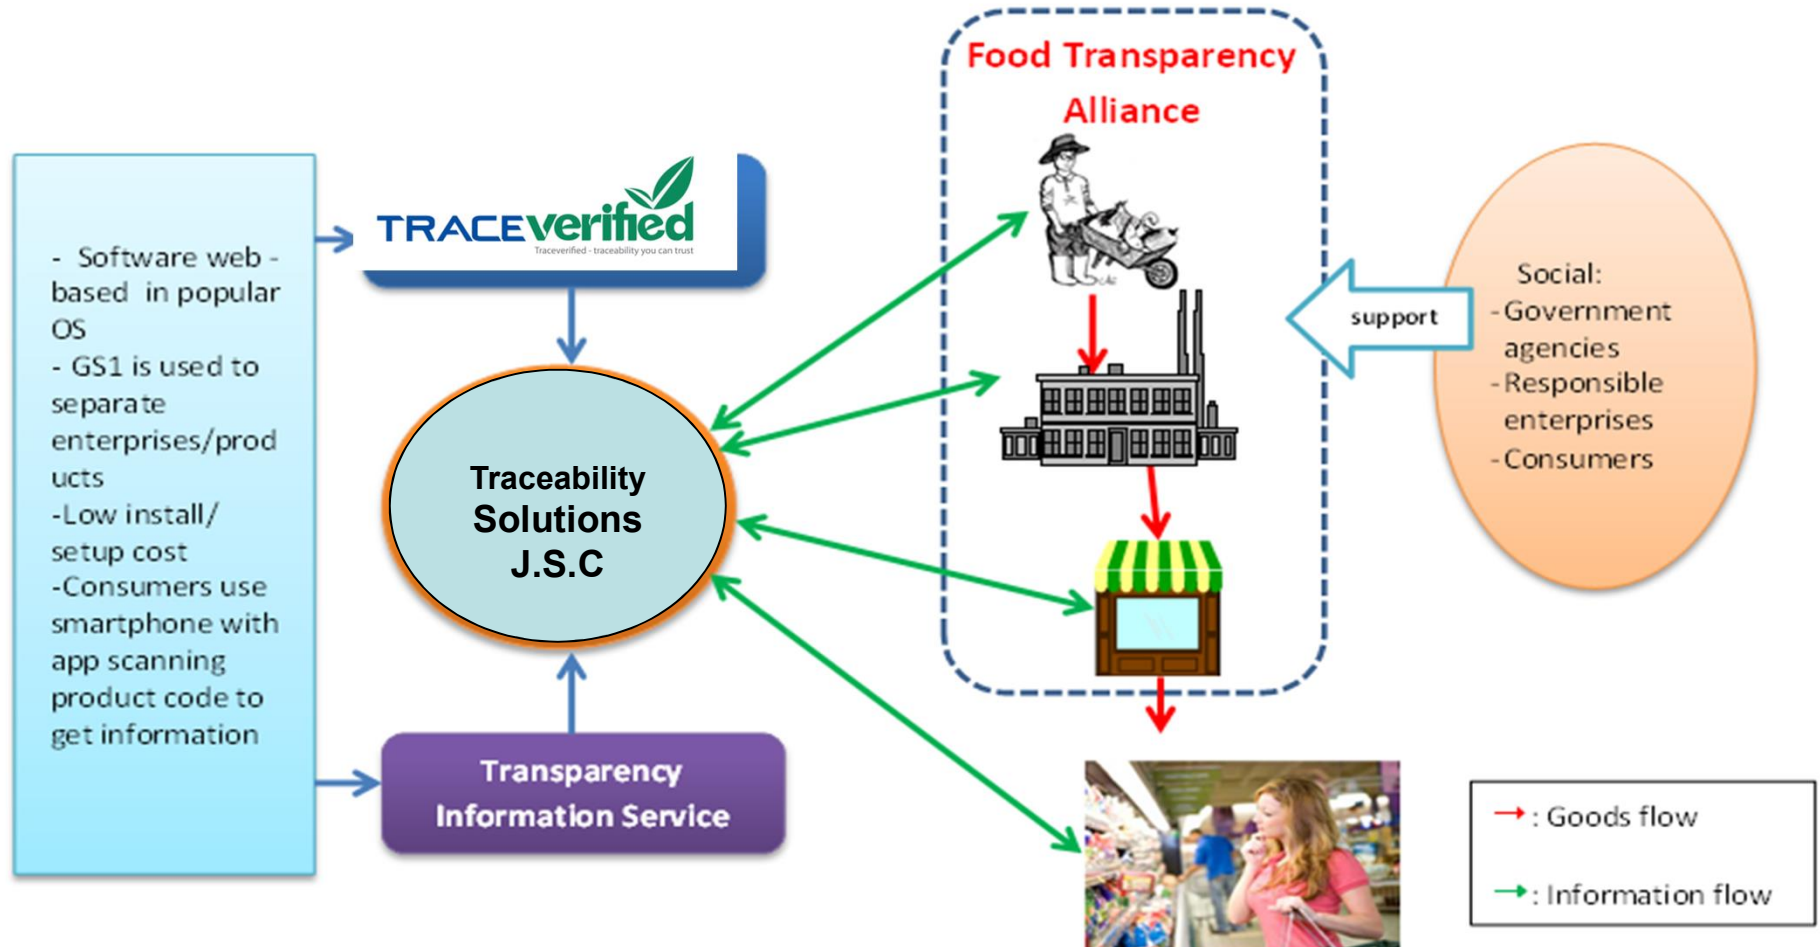 Food Transparency
Alliance
- Software web -
based in popular
OS
- GS1 is used to
separate
enterprises/prod
ucts
-Low install/
setup cost
-Consumers use
smartphone with
app scanning
product code to
get information
TRACEverified
Traceverified - traceability you can trust
Traceability
Solutions
J.S.C
Transparency
Information Service
support
Social:
-Government
agencies
-Responsible
enterprises
-Consumers
: Goods flow
: Information flow